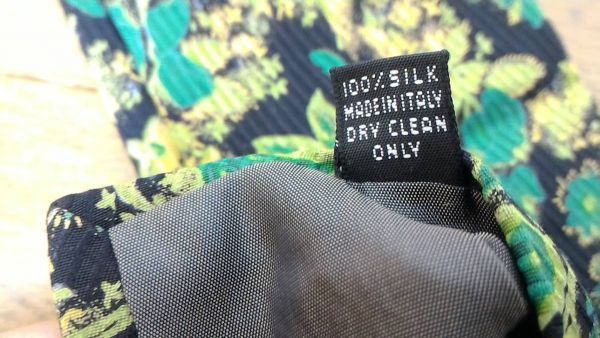 100% SILK
MADE IN ITALY
DRY CLEAN
ONLY